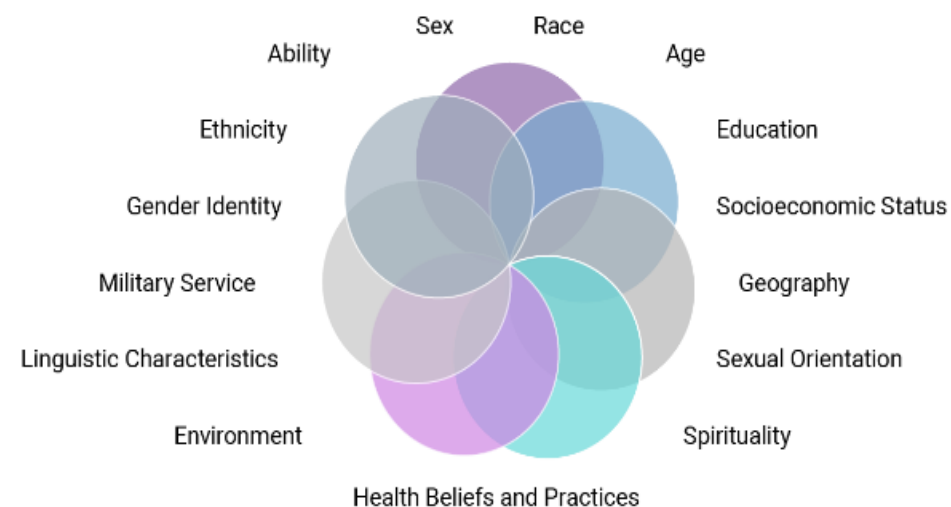 Sex
Race
Ability
Age
Ethnicity
Education
Gender Identity
Socioeconomic Status
Military Service
Geography
Linguistic Characteristics
Sexual Orientation
Environment
Spirituality
Health Beliefs and Practices